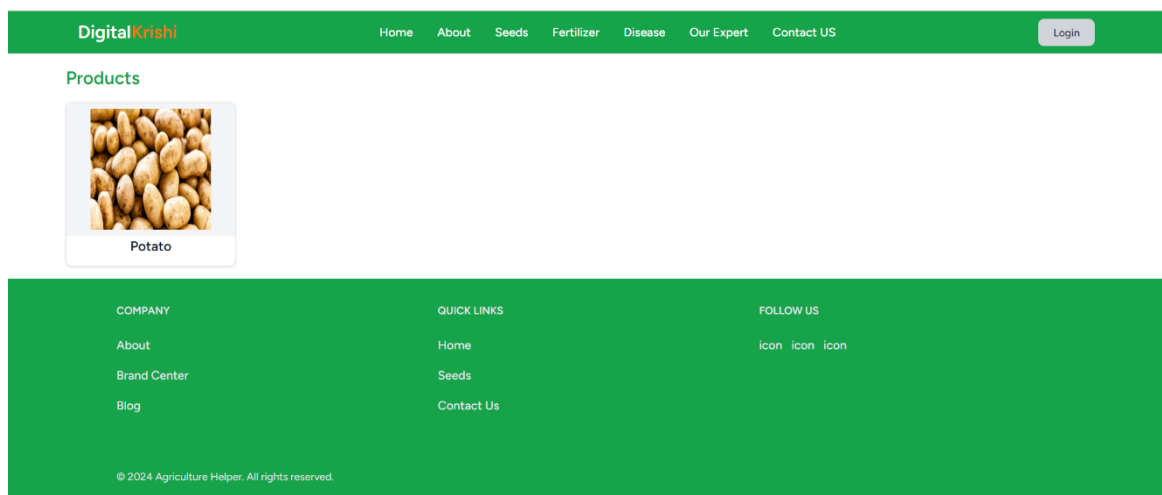 DigitalKrishi Home About Seeds Fertilizer Disease Our Expert Contact US Login
Products
Potato
COMPANY QUICK LINKS FOLLOW US
About Home icon icon icon
Brand Center Seeds
Blog Contact Us
© 2024 Agriculture Helper. All rights reserved.